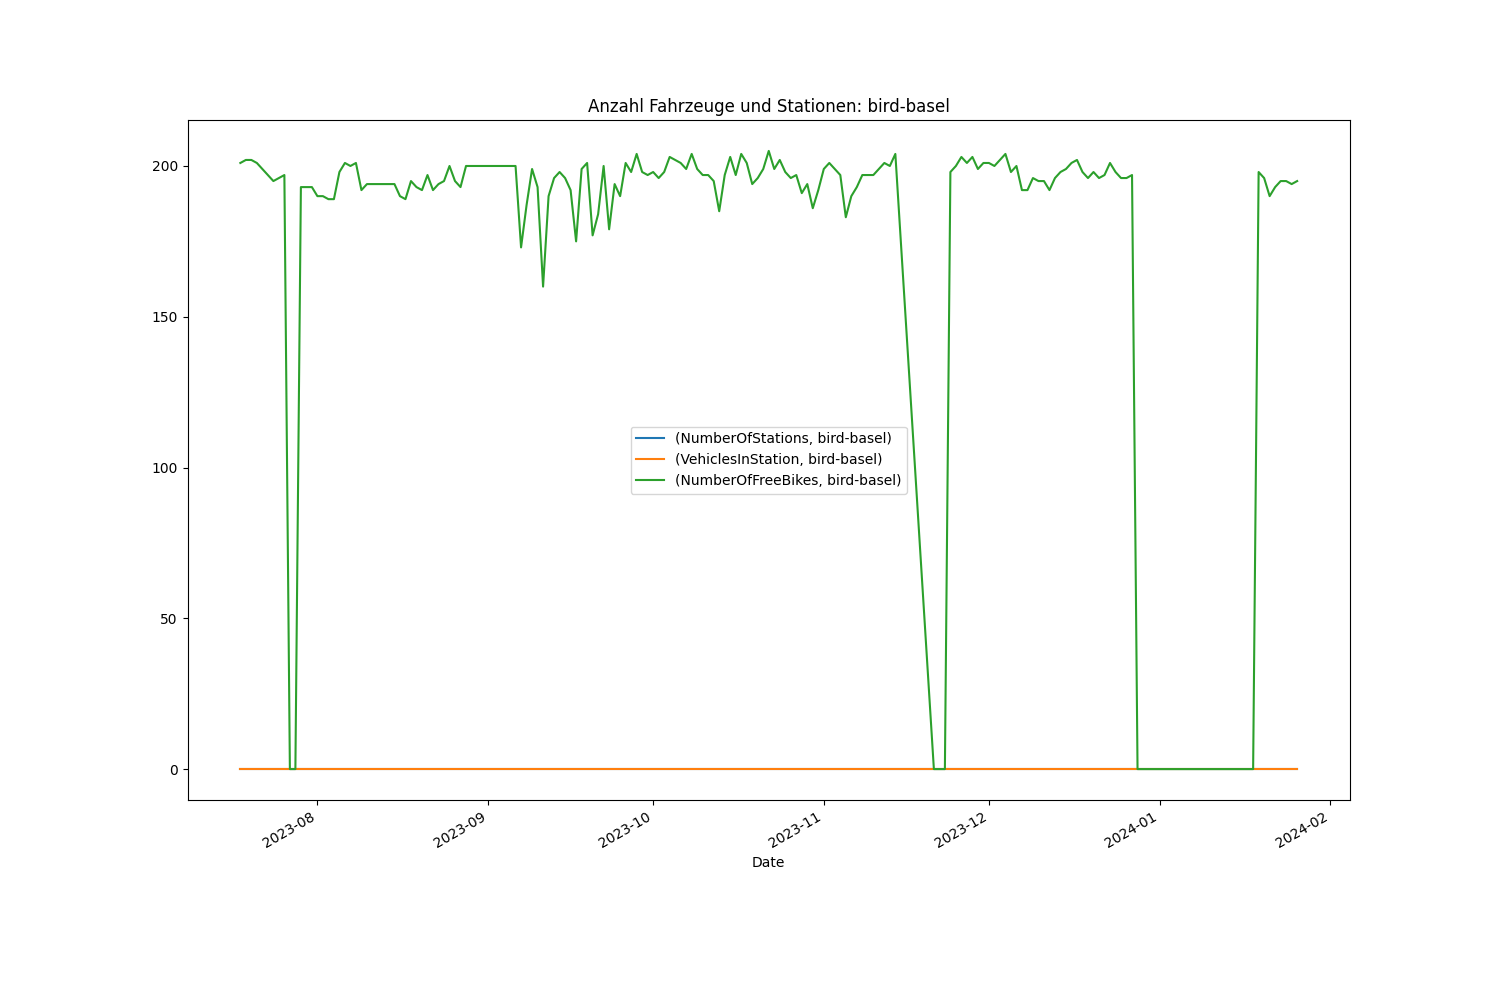 Anzahl Fahrzeuge und Stationen: bird-basel
200
150
100
50
0
(NumberOfStations, bird-basel)
(VehiclesInStation, bird-basel)
(NumberOfFreeBikes, bird-basel)
2023-08
2023-09
2023-10
2023-11
2023-12
2024-01
2024-02
Date